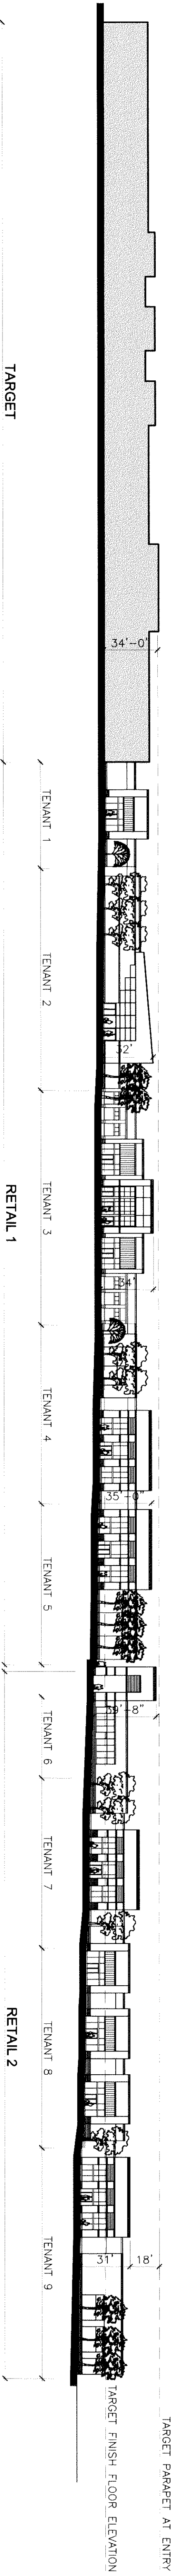 TARGET PARAPET AT ENTRY
TARGET FINISH FLOOR ELEVATION
34'-0"
32'
34'
35'-0"
39'-8"
31'
18'
TENANT 1
TENANT 2
TENANT 3
TENANT 4
TENANT 5
TENANT 6
TENANT 7
TENANT 8
TENANT 9
TARGET
RETAIL 1
RETAIL 2